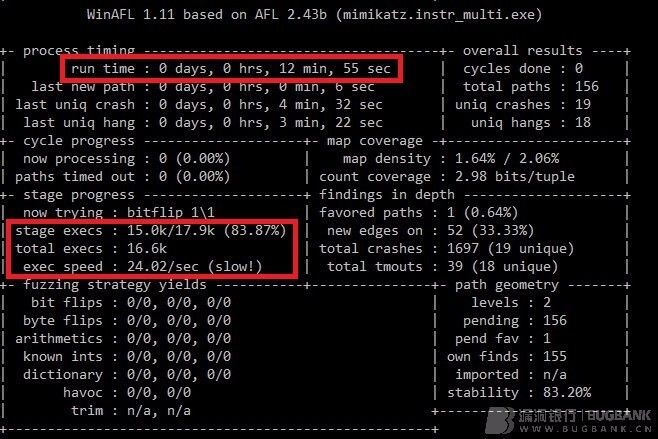 WinAFL 1.11 based on AFL 2.43b (mimikatz.instr_multi.exe)
+- process timing -------------------------------------+- overall results ----+
| run time : 0 days, 0 hrs, 12 min, 55 sec | cycles done : 0 |
| last new path : 0 days, 0 hrs, 0 min, 6 sec | total paths : 156 |
| last uniq crash : 0 days, 0 hrs, 4 min, 32 sec | uniq crashes : 19 |
| last uniq hang : 0 days, 0 hrs, 3 min, 22 sec | uniq hangs : 18 |
+- cycle progress --------------------+- map coverage -+----------------------+
| now processing : 0 (0.00%) | map density : 1.64% / 2.06% |
| paths timed out : 0 (0.00%) | count coverage : 2.98 bits/tuple |
+- stage progress --------------------+- findings in depth -------------------+
| now trying : bitflip 1\1 | favored paths : 1 (0.64%) |
| stage execs : 15.0k/17.9k (83.87%) | new edges on : 52 (33.33%) |
| total execs : 16.6k | total crashes : 1697 (19 unique) |
| exec speed : 24.02/sec (slow!) | total tmouts : 39 (18 unique) |
+- fuzzing strategy yields -----------+---------------+- path geometry -------+
| bit flips : 0/0, 0/0, 0/0 | levels : 2 |
| byte flips : 0/0, 0/0, 0/0 | pending : 156 |
| arithmetics : 0/0, 0/0, 0/0 | pend fav : 1 |
| known ints : 0/0, 0/0, 0/0 | own finds : 155 |
| dictionary : 0/0, 0/0, 0/0 | imported : n/a |
| havoc : 0/0, 0/0 | stability : 83.20% |
| trim : n/a, n/a +-----------------------+
漏洞银行 BUGBANK
WWW.BUGBANK.CN